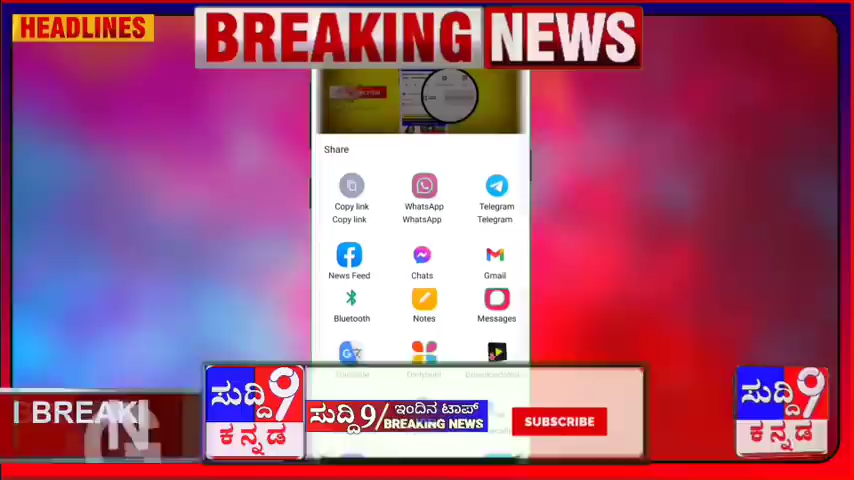 HEADLINES
BREAKING NEWS
Share
Copy link
WhatsApp
Telegram
Copy link
WhatsApp
Telegram
News Feed
Chats
Gmail
Bluetooth
Notes
Messages
BREAKI
ಸುದ್ದಿ 9
ಕನ್ನಡ
ಸುದ್ದಿ 9/
ಇಂದಿನ ಟಾಪ್
BREAKING NEWS
SUBSCRIBE
ಸುದ್ದಿ 9
ಕನ್ನಡ